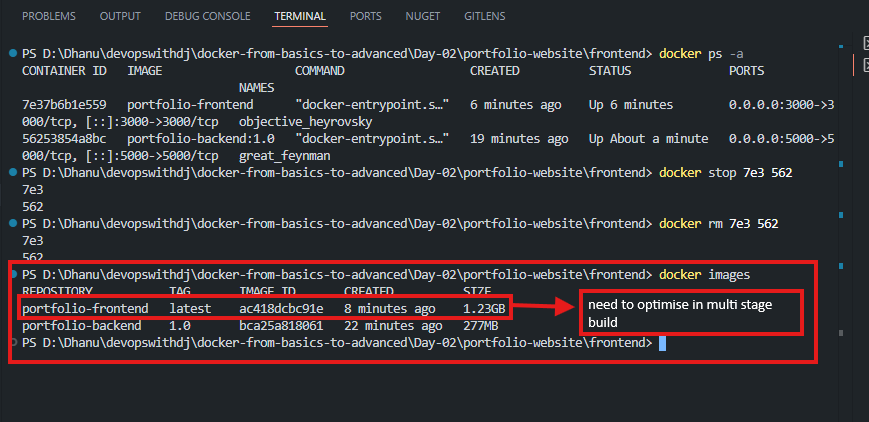 PROBLEMS OUTPUT DEBUG CONSOLE TERMINAL PORTS NUGET GITLENS
PS D:\Dhanu\devopswithdj\docker-from-basics-to-advanced\Day-02\portfolio-website\frontend> docker ps -a
CONTAINER ID IMAGE COMMAND CREATED STATUS PORTS
NAMES
7e37b6b1e559 portfolio-frontend "docker-entrypoint.s…" 6 minutes ago Up 6 minutes 0.0.0.0:3000->3
000/tcp, [::]:3000->3000/tcp objective_heyrovsky
56253854a8bc portfolio-backend:1.0 "docker-entrypoint.s…" 19 minutes ago Up About a minute 0.0.0.0:5000->5
000/tcp, [::]:5000->5000/tcp great_feynman
PS D:\Dhanu\devopswithdj\docker-from-basics-to-advanced\Day-02\portfolio-website\frontend> docker stop 7e3 562
7e3
562
PS D:\Dhanu\devopswithdj\docker-from-basics-to-advanced\Day-02\portfolio-website\frontend> docker rm 7e3 562
7e3
562
PS D:\Dhanu\devopswithdj\docker-from-basics-to-advanced\Day-02\portfolio-website\frontend> docker images
REPOSITORY TAG IMAGE ID CREATED SIZE
portfolio-frontend latest ac418dcbc91e 8 minutes ago 1.23GB
need to optimise in multi stage
build
portfolio-backend 1.0 bca25a818061 22 minutes ago 277MB
PS D:\Dhanu\devopswithdj\docker-from-basics-to-advanced\Day-02\portfolio-website\frontend>